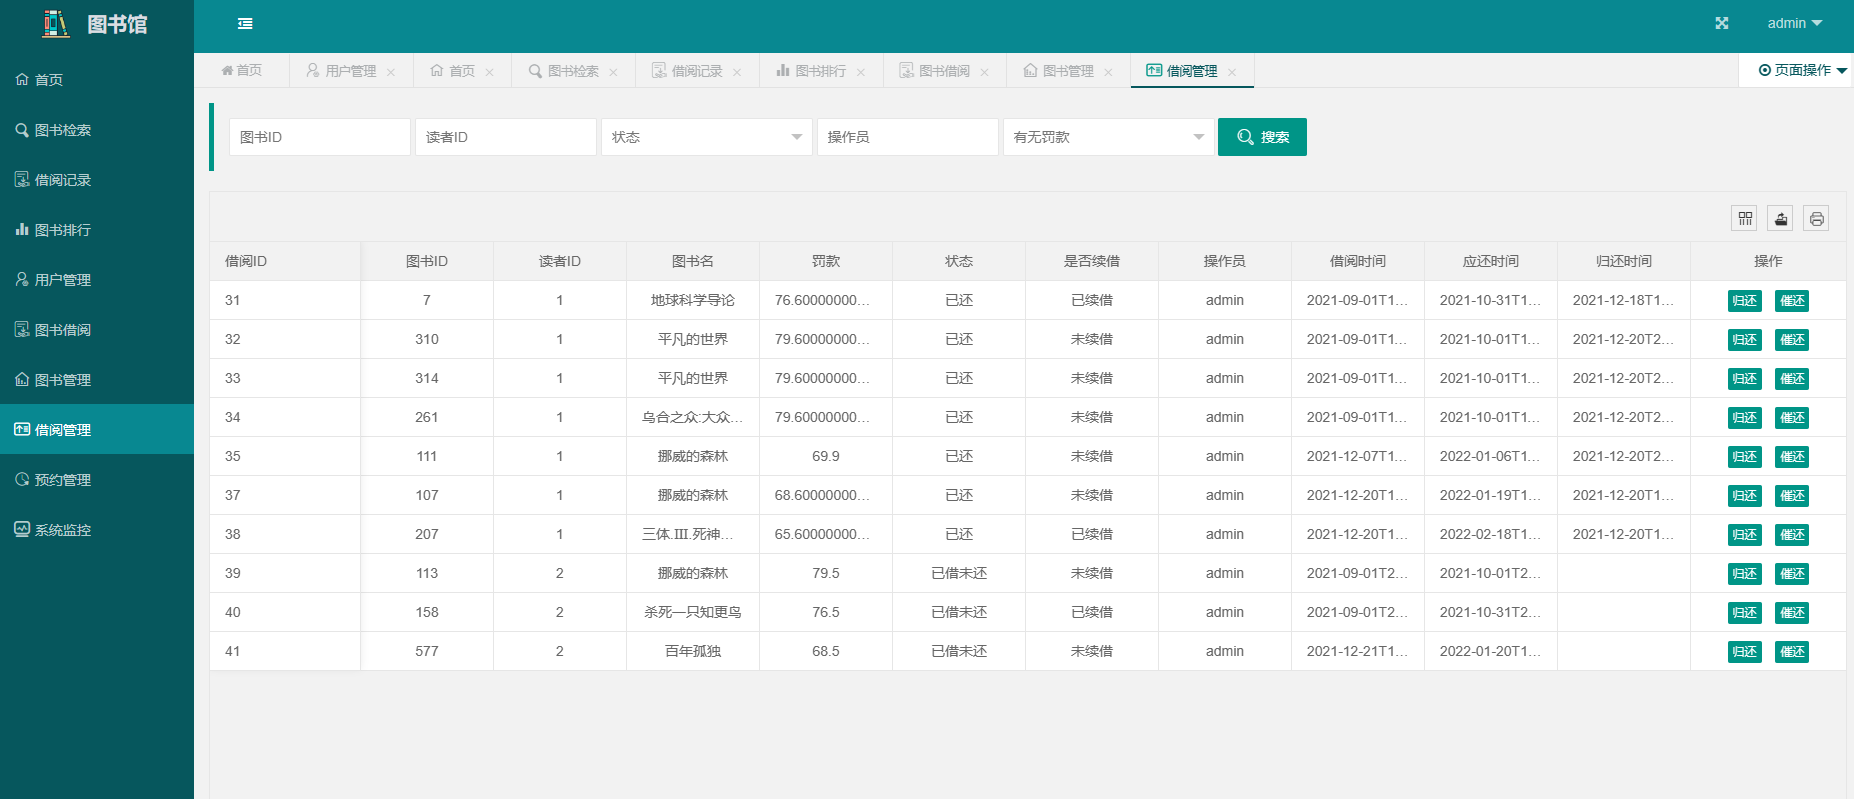 图书馆
admin
首页
图书检索
借阅记录
图书排行
用户管理
图书借阅
图书管理
借阅管理
预约管理
系统监控
首页 用户管理 首页 图书检索 借阅记录 图书排行 图书借阅 图书管理 借阅管理 页面操作
图书ID 读者ID 状态 操作员 有无罚款 搜索
借阅ID 图书ID 读者ID 图书名 罚款 状态 是否续借 操作员 借阅时间 应还时间 归还时间 操作
31 7 1 地球科学导论 76.60000000... 已还 已续借 admin 2021-09-01T1... 2021-10-31T1... 2021-12-18T1... 归还 催还
32 310 1 平凡的世界 79.60000000... 已还 未续借 admin 2021-09-01T1... 2021-10-01T1... 2021-12-20T2... 归还 催还
33 314 1 平凡的世界 79.60000000... 已还 未续借 admin 2021-09-01T1... 2021-10-01T1... 2021-12-20T2... 归还 催还
34 261 1 乌合之众:大众... 79.60000000... 已还 未续借 admin 2021-09-01T1... 2021-10-01T1... 2021-12-20T2... 归还 催还
35 111 1 挪威的森林 69.9 已还 未续借 admin 2021-12-07T1... 2022-01-06T1... 2021-12-20T2... 归还 催还
37 107 1 挪威的森林 68.60000000... 已还 未续借 admin 2021-12-20T1... 2022-01-19T1... 2021-12-20T1... 归还 催还
38 207 1 三体.Ⅲ.死神... 65.60000000... 已还 已续借 admin 2021-12-20T1... 2022-02-18T1... 2021-12-20T1... 归还 催还
39 113 2 挪威的森林 79.5 已借未还 未续借 admin 2021-09-01T2... 2021-10-01T2... 归还 催还
40 158 2 杀死一只知更鸟 76.5 已借未还 已续借 admin 2021-09-01T2... 2021-10-31T2... 归还 催还
41 577 2 百年孤独 68.5 已借未还 未续借 admin 2021-12-21T1... 2022-01-20T1... 归还 催还